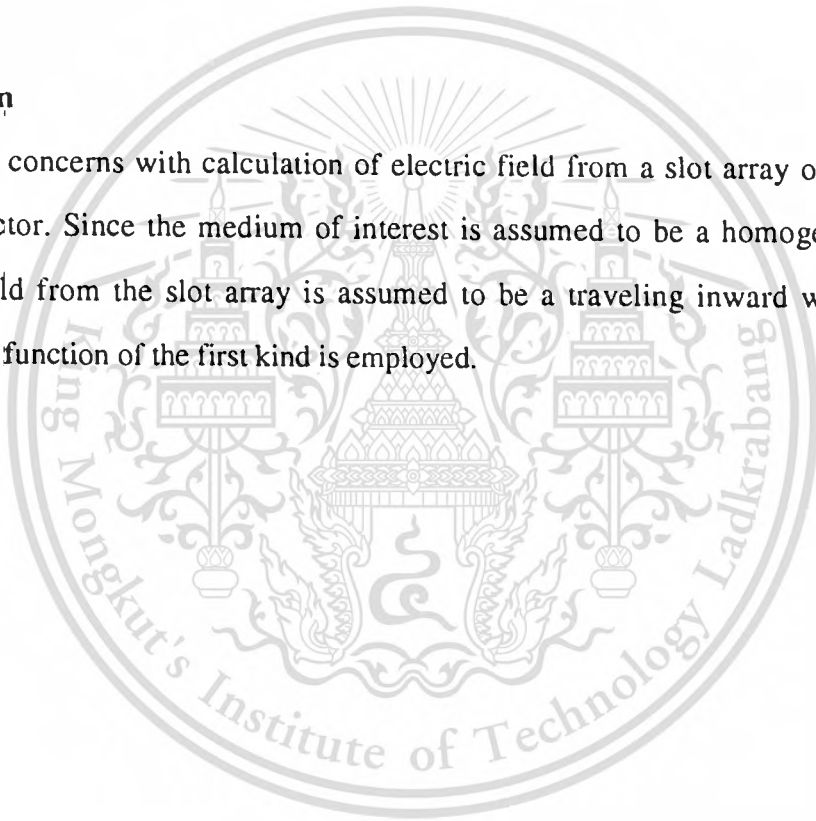 n
concerns with calculation of electric field from a slot array o
ctor. Since the medium of interest is assumed to be a homoge
ld from the slot array is assumed to be a traveling inward w
function of the first kind is employed.
King Mongkut's Institute of Technology Ladkrabang